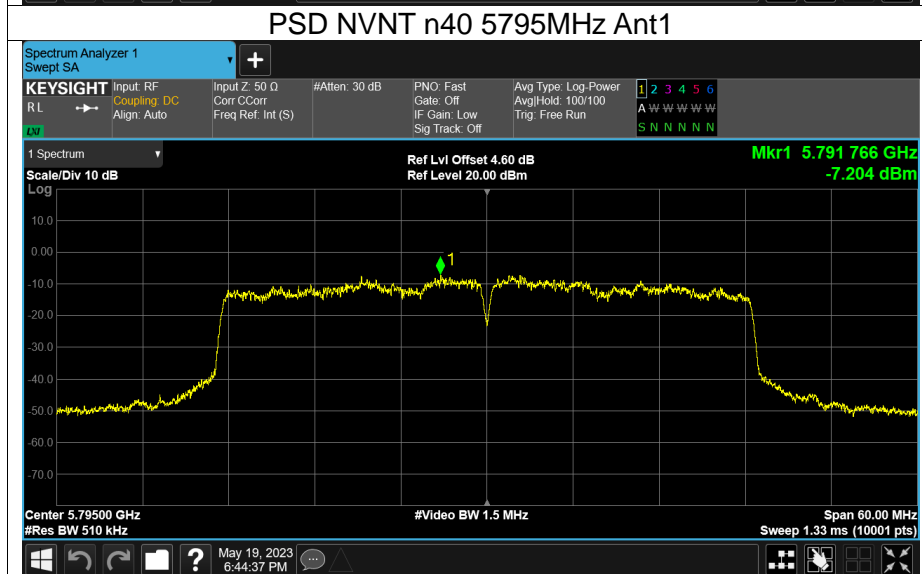 PSD NVNT n40 5795MHz Ant1
Spectrum Analyzer 1
Swept SA
+
KEYSIGHT
R L
LXI
Input: RF
Coupling: DC
Align: Auto
Input Z: 50 Ω
Corr CCorr
Freq Ref: Int (S)
#Atten: 30 dB
PNO: Fast
Gate: Off
IF Gain: Low
Sig Track: Off
Avg Type: Log-Power
Avg|Hold: 100/100
Trig: Free Run
1 2 3 4 5 6
A W W W W W
S N N N N N
1 Spectrum
Scale/Div 10 dB
Log
Ref Lvl Offset 4.60 dB
Ref Level 20.00 dBm
Mkr1 5.791 766 GHz
-7.204 dBm
10.0
0.00
-10.0
-20.0
-30.0
-40.0
-50.0
-60.0
-70.0
1
Center 5.79500 GHz
#Res BW 510 kHz
#Video BW 1.5 MHz
Span 60.00 MHz
Sweep 1.33 ms (10001 pts)
?
May 19, 2023
6:44:37 PM